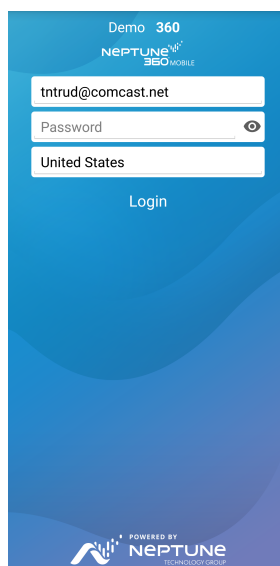 Demo 360
NEPTUNE
360 MOBILE
tntrud@comcast.net
Password
United States
Login
POWERED BY
NEPTUNE
TECHNOLOGY GROUP